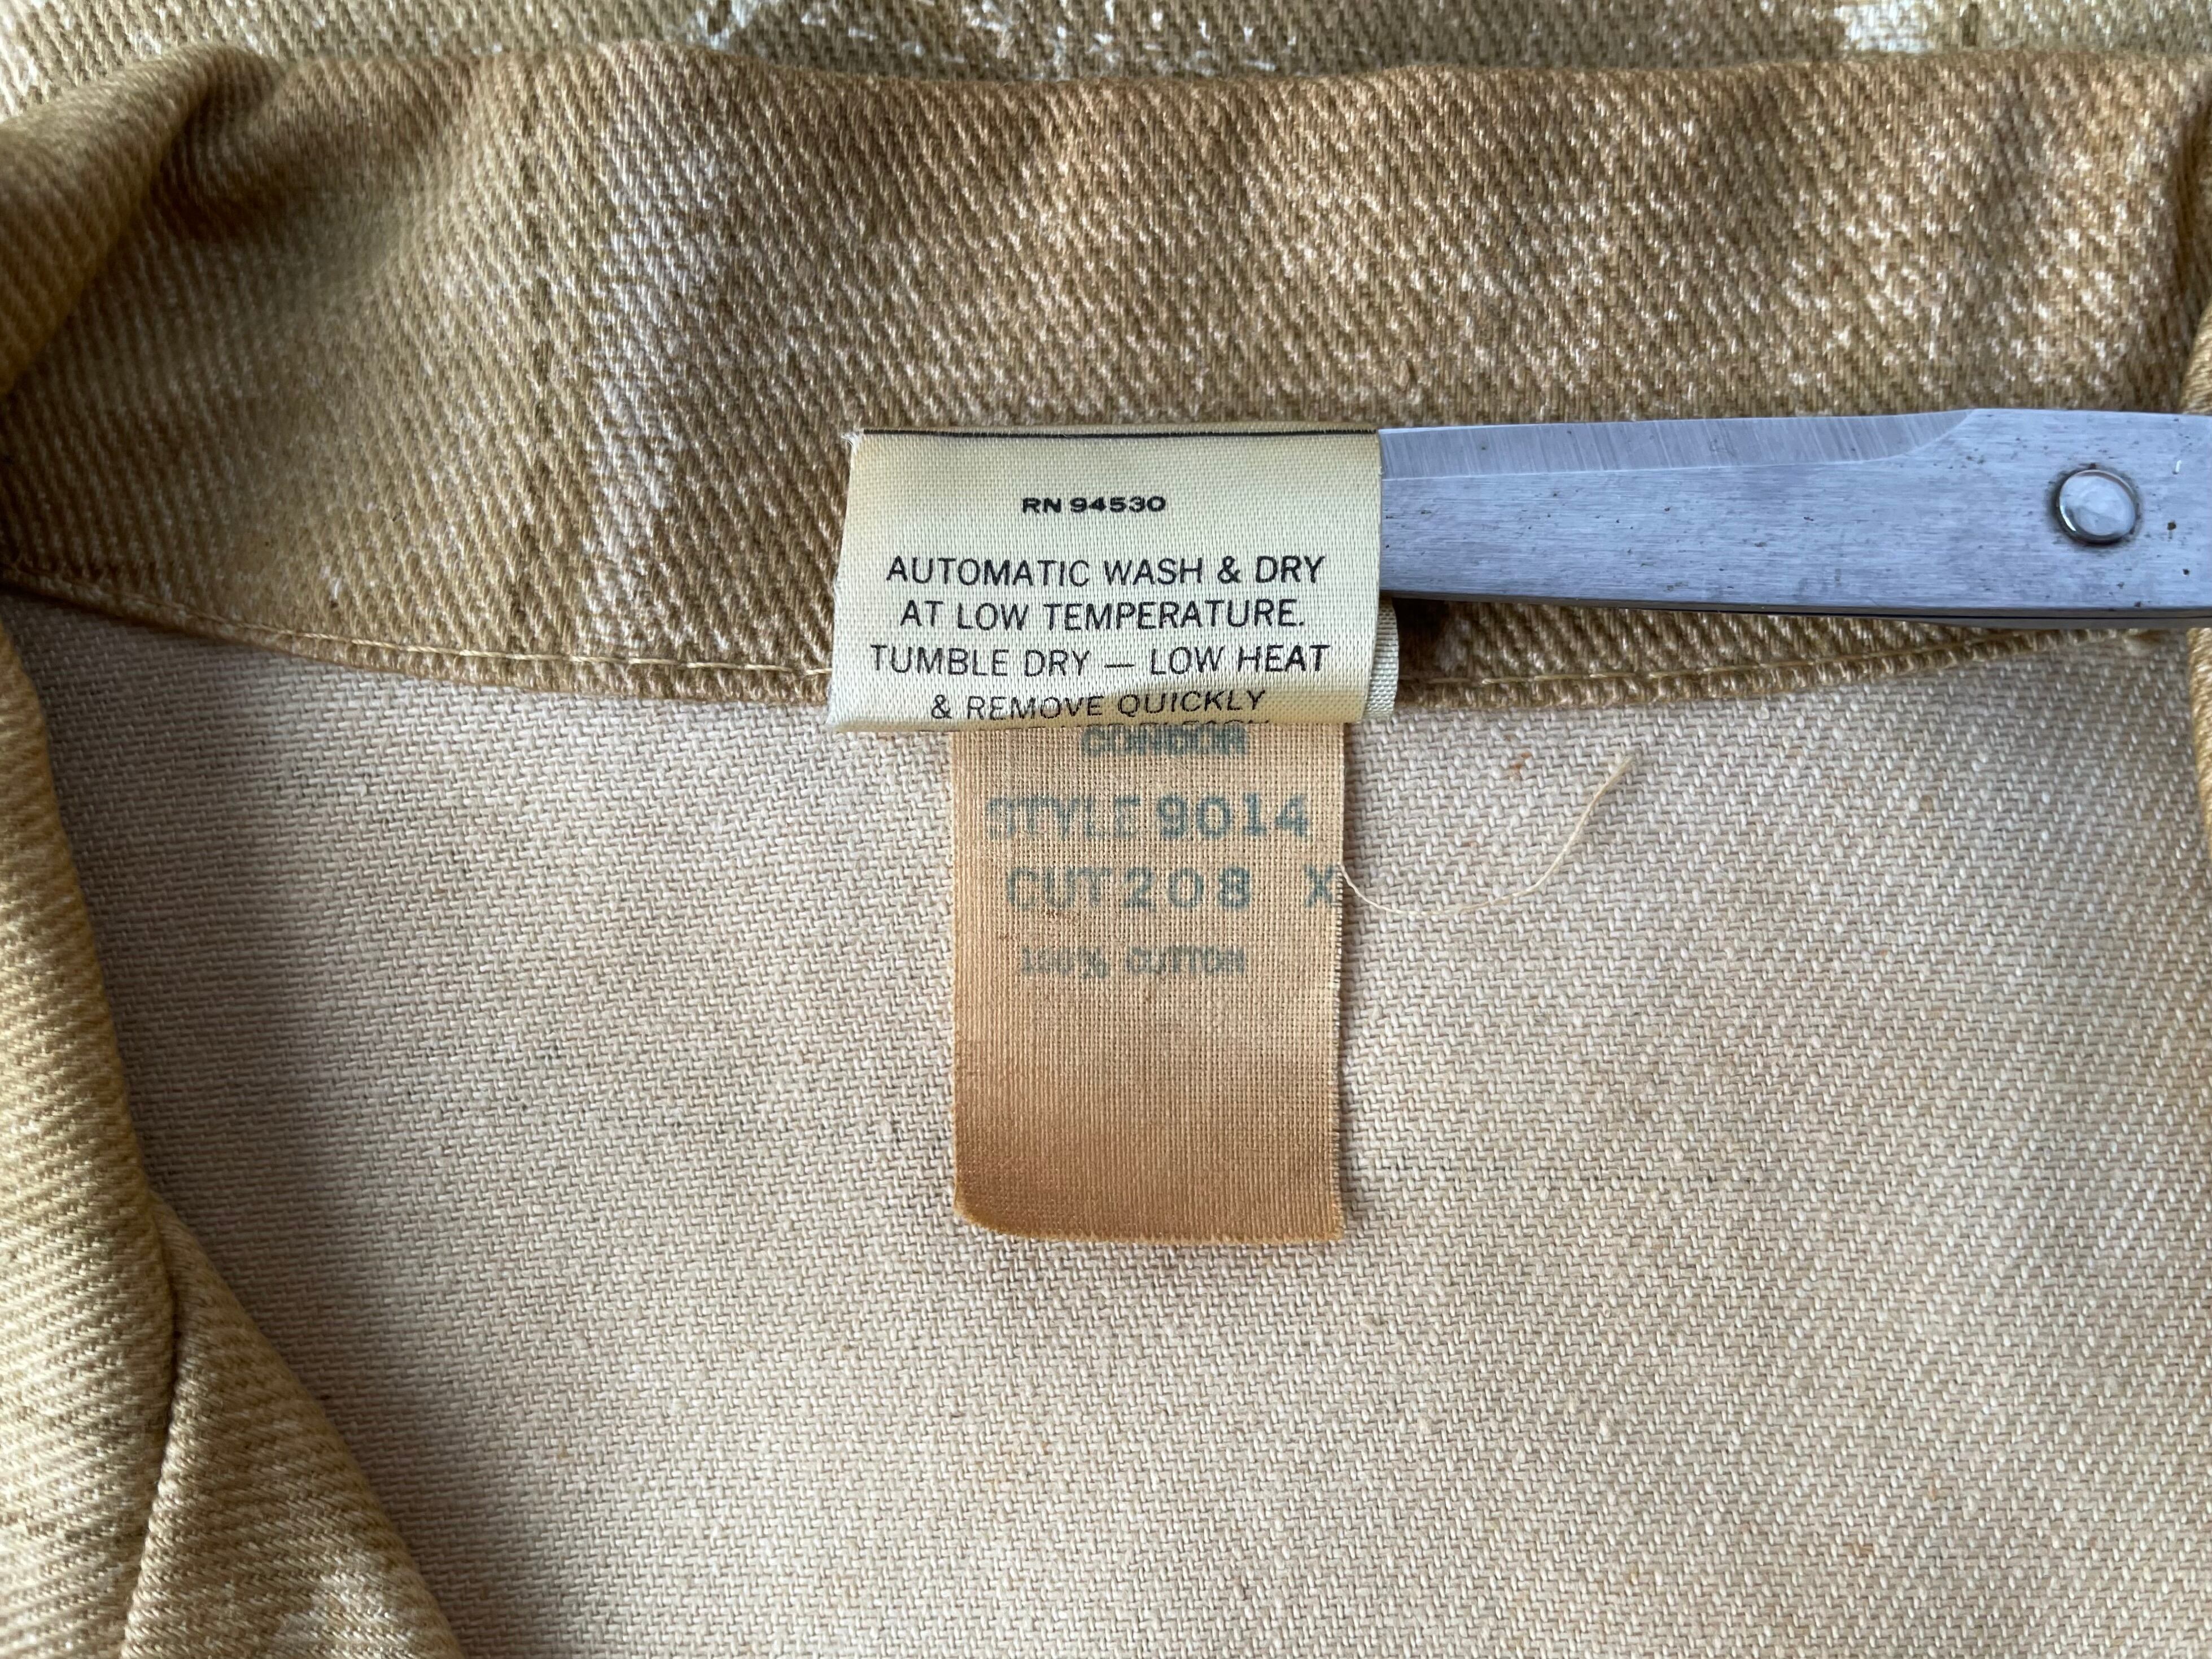 RN 94530
AUTOMATIC WASH & DRY
AT LOW TEMPERATURE.
TUMBLE DRY — LOW HEAT
& REMOVE QUICKLY
CONDOR
STYLE 9014
CUT 208 X
100% COTTON